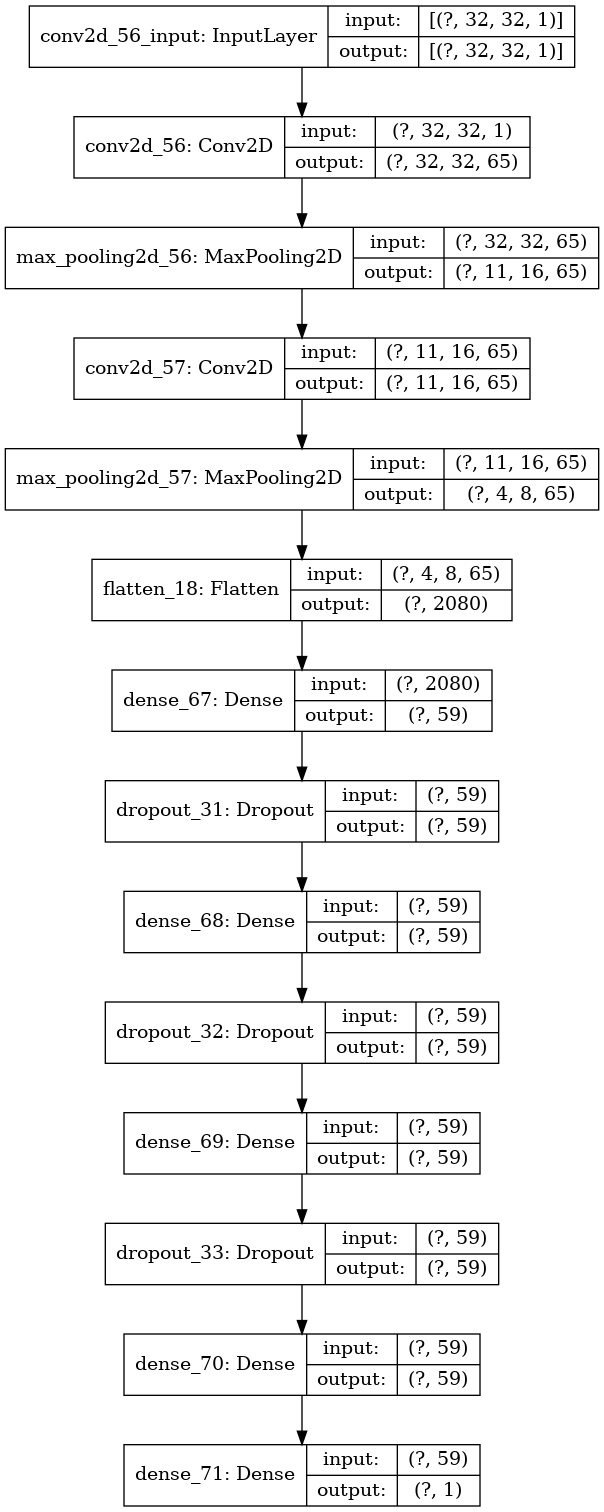 conv2d_56_input: InputLayer
input: [(?, 32, 32, 1)]
output: [(?, 32, 32, 1)]
conv2d_56: Conv2D
input: (?, 32, 32, 1)
output: (?, 32, 32, 65)
max_pooling2d_56: MaxPooling2D
input: (?, 32, 32, 65)
output: (?, 11, 16, 65)
conv2d_57: Conv2D
input: (?, 11, 16, 65)
output: (?, 11, 16, 65)
max_pooling2d_57: MaxPooling2D
input: (?, 11, 16, 65)
output: (?, 4, 8, 65)
flatten_18: Flatten
input: (?, 4, 8, 65)
output: (?, 2080)
dense_67: Dense
input: (?, 2080)
output: (?, 59)
dropout_31: Dropout
input: (?, 59)
output: (?, 59)
dense_68: Dense
input: (?, 59)
output: (?, 59)
dropout_32: Dropout
input: (?, 59)
output: (?, 59)
dense_69: Dense
input: (?, 59)
output: (?, 59)
dropout_33: Dropout
input: (?, 59)
output: (?, 59)
dense_70: Dense
input: (?, 59)
output: (?, 59)
dense_71: Dense
input: (?, 59)
output: (?, 1)